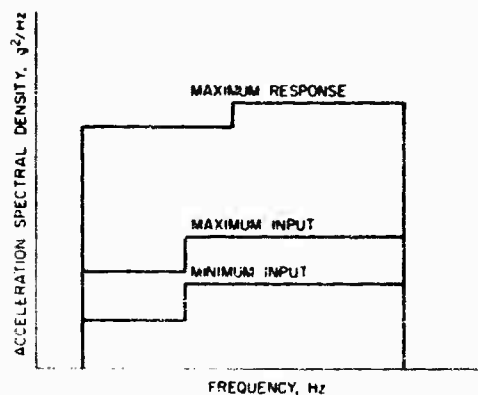 ACCELERATION SPECTRAL DENSITY, g²/Hz
MAXIMUM RESPONSE
MAXIMUM INPUT
MINIMUM INPUT
FREQUENCY, Hz